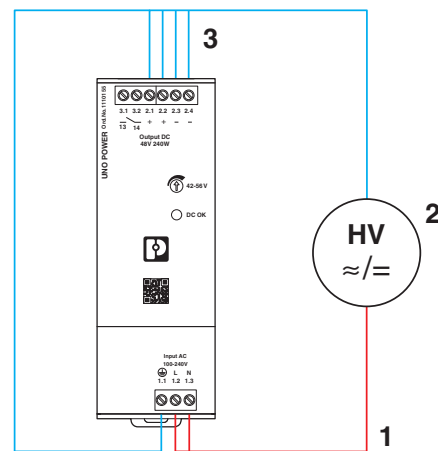 3
3.1 3.2 2.1 2.2 2.3 2.4
13 14 + + − −
Output DC
48V 240W
UNO POWER Ord.No.1110155
42-56 V
DC OK
2
HV
≈/=
Input AC
100-240V
L N
1.1 1.2 1.3
1